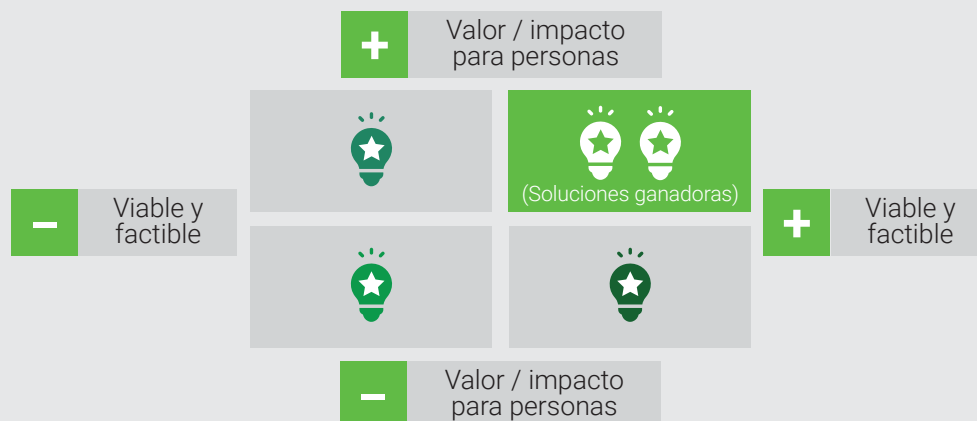 +
Valor / impacto
para personas
(Soluciones ganadoras)
–
Viable y
factible
+
Viable y
factible
–
Valor / impacto
para personas